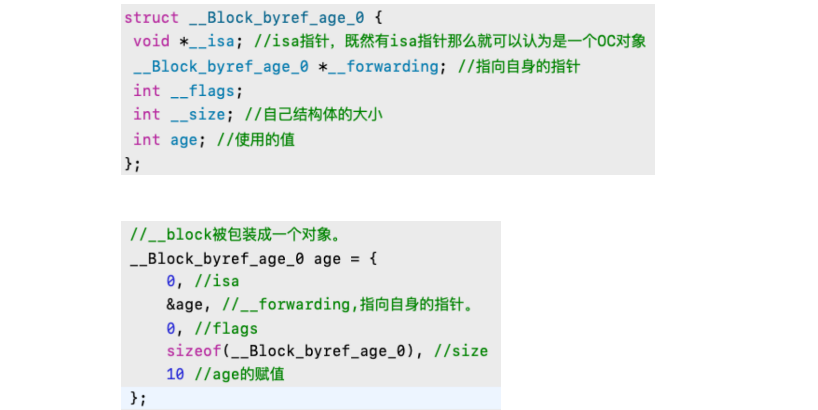 struct __Block_byref_age_0 {
void *__isa; //isa指针，既然有isa指针那么就可以认为是一个OC对象
__Block_byref_age_0 *__forwarding; //指向自身的指针
int __flags;
int __size; //自己结构体的大小
int age; //使用的值
};
//__block被包装成一个对象。
__Block_byref_age_0 age = {
0, //isa
&age, //__forwarding,指向自身的指针。
0, //flags
sizeof(__Block_byref_age_0), //size
10 //age的赋值
};